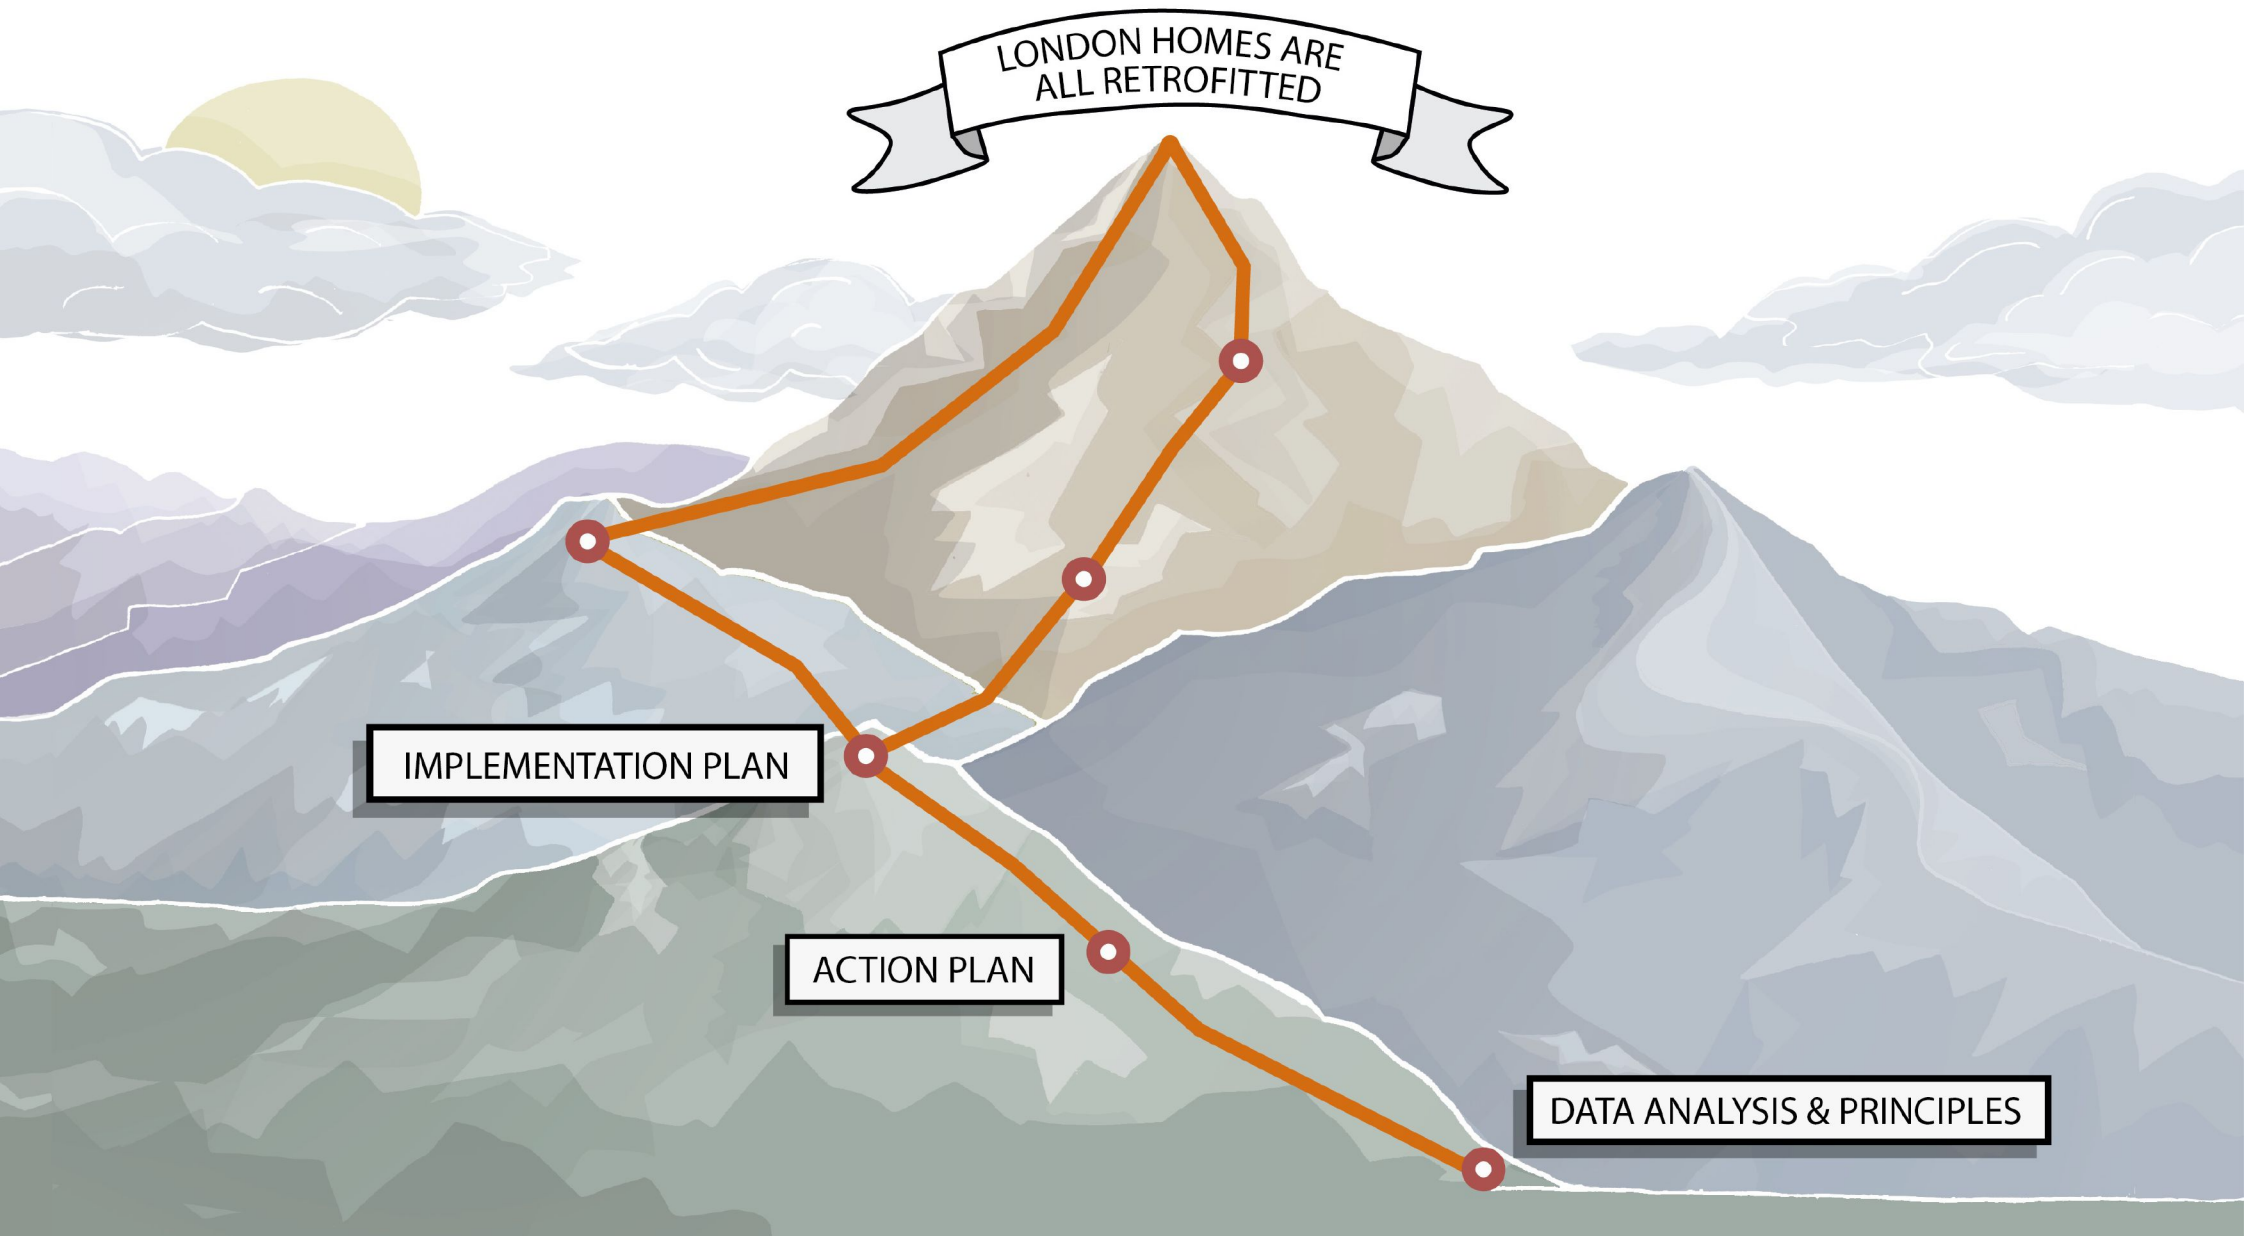 LONDON HOMES ARE
ALL RETROFITTED
IMPLEMENTATION PLAN
ACTION PLAN
DATA ANALYSIS & PRINCIPLES